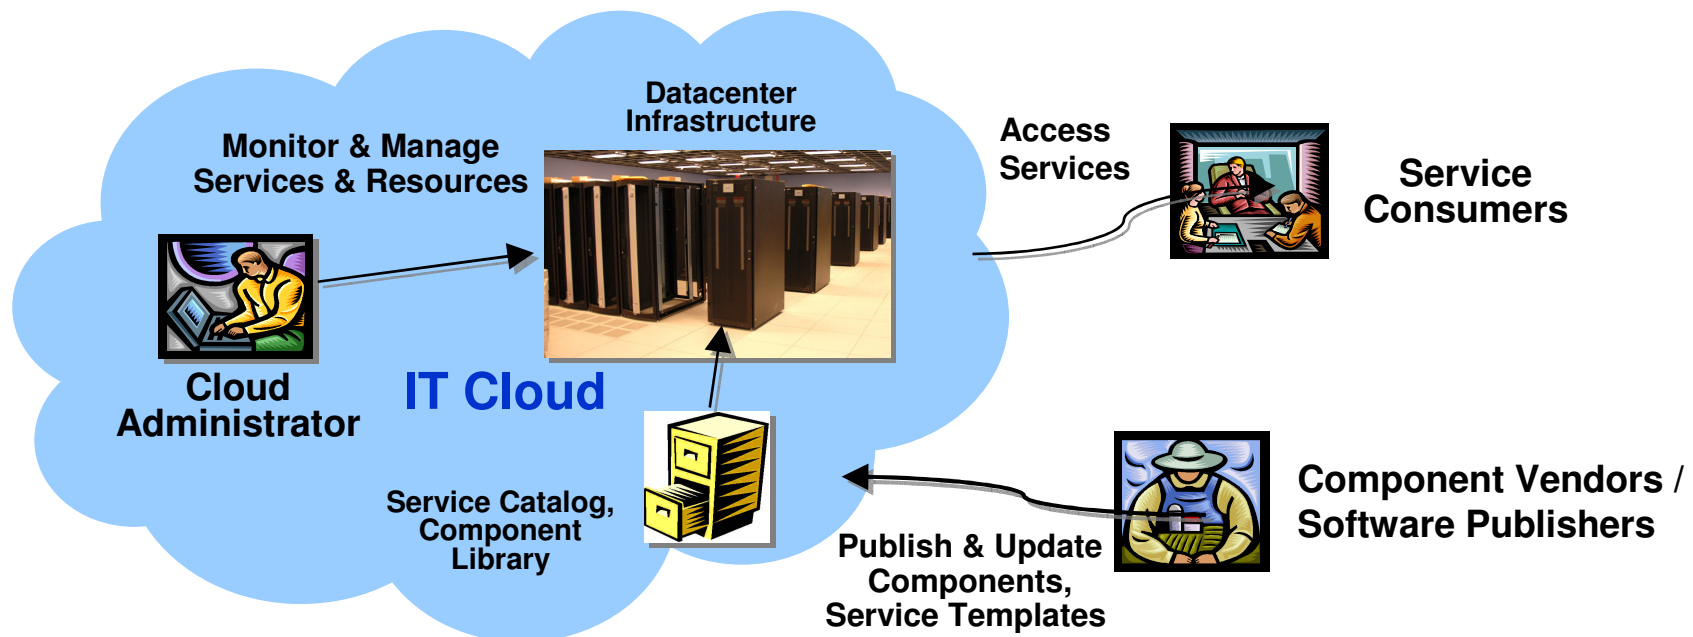 Datacenter
Infrastructure
Monitor & Manage
Services & Resources
Access
Services
Service
Consumers
Cloud
Administrator
IT Cloud
Service Catalog,
Component
Library
Component Vendors /
Software Publishers
Publish & Update
Components,
Service Templates